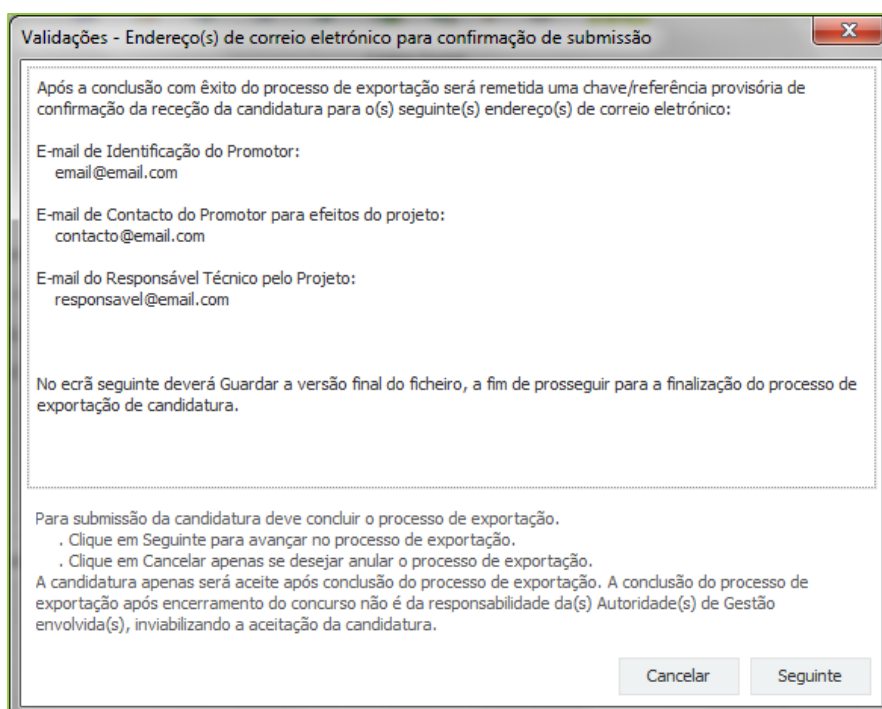 Validações - Endereço(s) de correio eletrónico para confirmação de submissão
Após a conclusão com êxito do processo de exportação será remetida uma chave/referência provisória de
confirmação da receção da candidatura para o(s) seguinte(s) endereço(s) de correio eletrónico:
E-mail de Identificação do Promotor:
email@email.com
E-mail de Contacto do Promotor para efeitos do projeto:
contacto@email.com
E-mail do Responsável Técnico pelo Projeto:
responsavel@email.com
No ecrã seguinte deverá Guardar a versão final do ficheiro, a fim de prosseguir para a finalização do processo de
exportação de candidatura.
Para submissão da candidatura deve concluir o processo de exportação.
. Clique em Seguinte para avançar no processo de exportação.
. Clique em Cancelar apenas se desejar anular o processo de exportação.
A candidatura apenas será aceite após conclusão do processo de exportação. A conclusão do processo de
exportação após encerramento do concurso não é da responsabilidade da(s) Autoridade(s) de Gestão
envolvida(s), inviabilizando a aceitação da candidatura.
Cancelar Seguinte